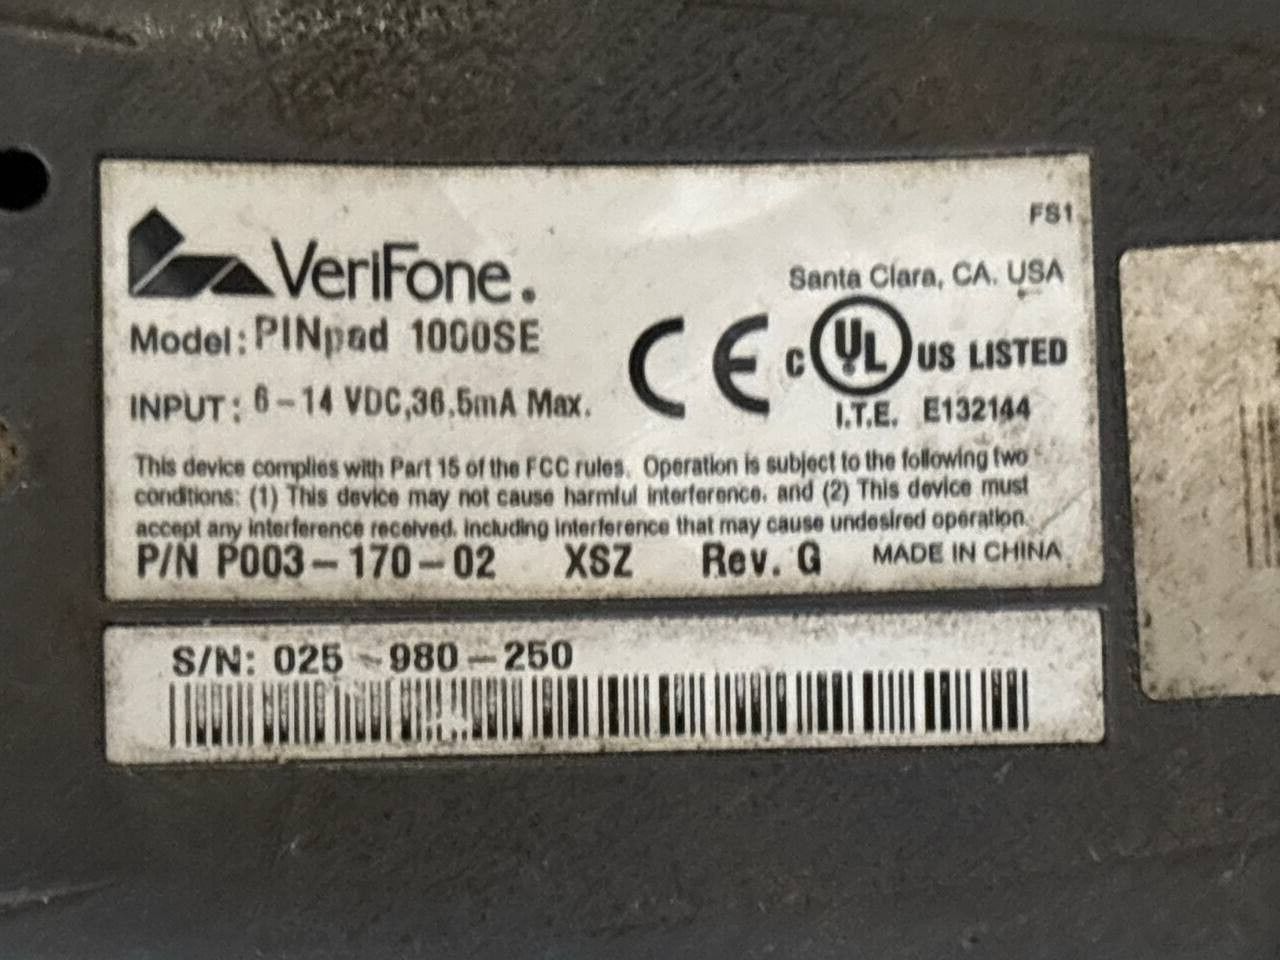 FS1
VeriFone.
Santa Clara, CA. USA
Model: PINpad 1000SE
CE c UL US LISTED
INPUT: 6-14 VDC,36.5mA Max.
I.T.E. E132144
This device complies with Part 15 of the FCC rules. Operation is subject to the following two
conditions: (1) This device may not cause harmful interference, and (2) This device must
accept any interference received, including interference that may cause undesired operation.
P/N P003-170-02 XSZ Rev. G MADE IN CHINA
S/N: 025-980-250